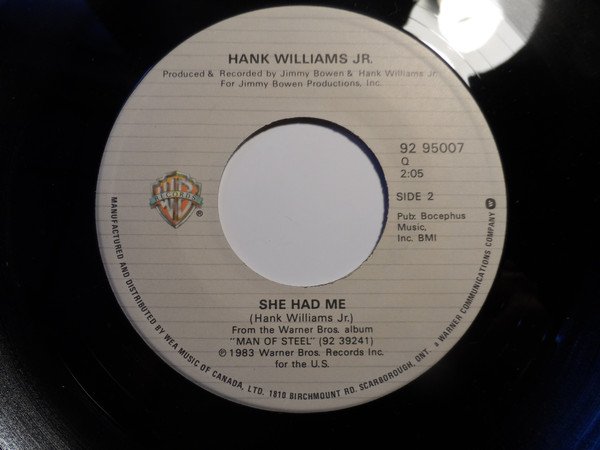 HANK WILLIAMS JR.
Produced & Recorded by Jimmy Bowen & Hank Williams Jr.
For Jimmy Bowen Productions, Inc.
92 95007
Q
2:05
SIDE 2
WB
RECORDS
®
Pub: Bocephus
Music,
Inc. BMI
SHE HAD ME
(Hank Williams Jr.)
From the Warner Bros. album
"MAN OF STEEL" (92 39241)
℗ 1983 Warner Bros. Records Inc.
for the U.S.
MANUFACTURED AND DISTRIBUTED BY WEA MUSIC OF CANADA, LTD. 1810 BIRCHMOUNT RD. SCARBOROUGH, ONT. a WARNER COMMUNICATIONS COMPANY